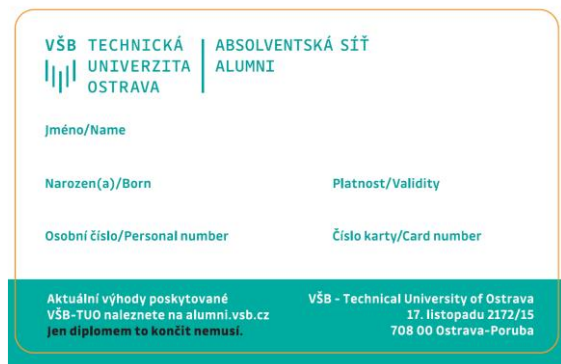 VŠB TECHNICKÁ
UNIVERZITA
OSTRAVA
ABSOLVENTSKÁ SÍŤ
ALUMNI
Jméno/Name
Narozen(a)/Born
Platnost/Validity
Osobní číslo/Personal number
Číslo karty/Card number
Aktuální výhody poskytované
VŠB-TUO naleznete na alumni.vsb.cz
Jen diplomem to končit nemusí.
VŠB - Technical University of Ostrava
17. listopadu 2172/15
708 00 Ostrava-Poruba